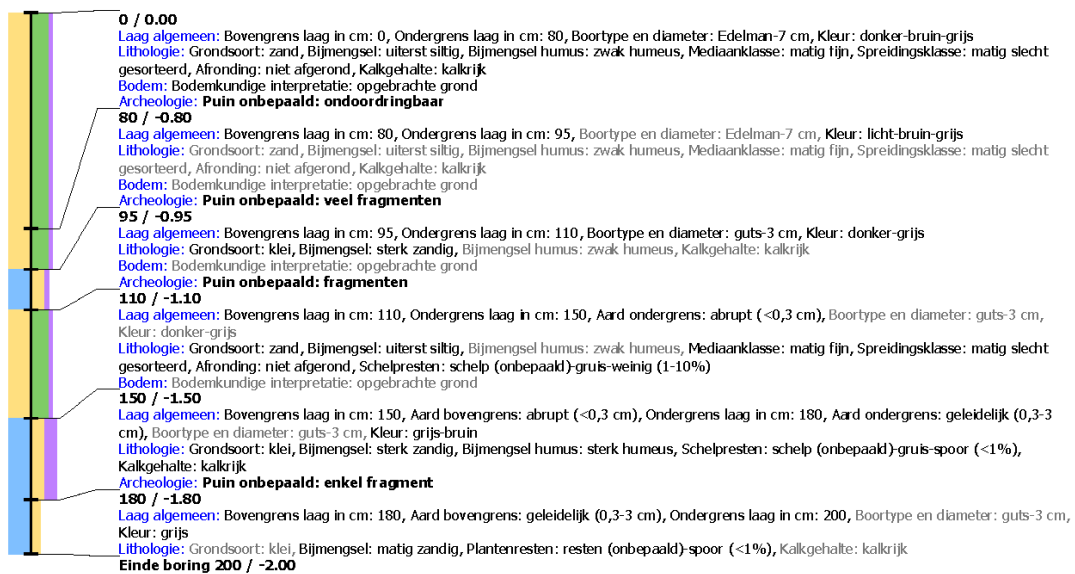 0 / 0.00
Laag algemeen: Bovengrens laag in cm: 0, Ondergrens laag in cm: 80, Boortype en diameter: Edelman-7 cm, Kleur: donker-bruin-grijs
Lithologie: Grondsoort: zand, Bijmengsel: uiterst siltig, Bijmengsel humus: zwak humeus, Mediaanklasse: matig fijn, Spreidingsklasse: matig slecht
gesorteerd, Afronding: niet afgerond, Kalkgehalte: kalkrijk
Bodem: Bodemkundige interpretatie: opgebrachte grond
Archeologie: Puin onbepaald: ondoordringbaar
80 / -0.80
Laag algemeen: Bovengrens laag in cm: 80, Ondergrens laag in cm: 95, Boortype en diameter: Edelman-7 cm, Kleur: licht-bruin-grijs
Lithologie: Grondsoort: zand, Bijmengsel: uiterst siltig, Bijmengsel humus: zwak humeus, Mediaanklasse: matig fijn, Spreidingsklasse: matig slecht
gesorteerd, Afronding: niet afgerond, Kalkgehalte: kalkrijk
Bodem: Bodemkundige interpretatie: opgebrachte grond
Archeologie: Puin onbepaald: veel fragmenten
95 / -0.95
Laag algemeen: Bovengrens laag in cm: 95, Ondergrens laag in cm: 110, Boortype en diameter: guts-3 cm, Kleur: donker-grijs
Lithologie: Grondsoort: klei, Bijmengsel: sterk zandig, Bijmengsel humus: zwak humeus, Kalkgehalte: kalkrijk
Bodem: Bodemkundige interpretatie: opgebrachte grond
Archeologie: Puin onbepaald: fragmenten
110 / -1.10
Laag algemeen: Bovengrens laag in cm: 110, Ondergrens laag in cm: 150, Aard ondergrens: abrupt (<0,3 cm), Boortype en diameter: guts-3 cm,
Kleur: donker-grijs
Lithologie: Grondsoort: zand, Bijmengsel: uiterst siltig, Bijmengsel humus: zwak humeus, Mediaanklasse: matig fijn, Spreidingsklasse: matig slecht
gesorteerd, Afronding: niet afgerond, Schelpresten: schelp (onbepaald)-gruis-weinig (1-10%)
Bodem: Bodemkundige interpretatie: opgebrachte grond
150 / -1.50
Laag algemeen: Bovengrens laag in cm: 150, Aard bovengrens: abrupt (<0,3 cm), Ondergrens laag in cm: 180, Aard ondergrens: geleidelijk (0,3-3
cm), Boortype en diameter: guts-3 cm, Kleur: grijs-bruin
Lithologie: Grondsoort: klei, Bijmengsel: sterk zandig, Bijmengsel humus: sterk humeus, Schelpresten: schelp (onbepaald)-gruis-spoor (<1%),
Kalkgehalte: kalkrijk
Archeologie: Puin onbepaald: enkel fragment
180 / -1.80
Laag algemeen: Bovengrens laag in cm: 180, Aard bovengrens: geleidelijk (0,3-3 cm), Ondergrens laag in cm: 200, Boortype en diameter: guts-3 cm,
Kleur: grijs
Lithologie: Grondsoort: klei, Bijmengsel: matig zandig, Plantenresten: resten (onbepaald)-spoor (<1%), Kalkgehalte: kalkrijk
Einde boring 200 / -2.00